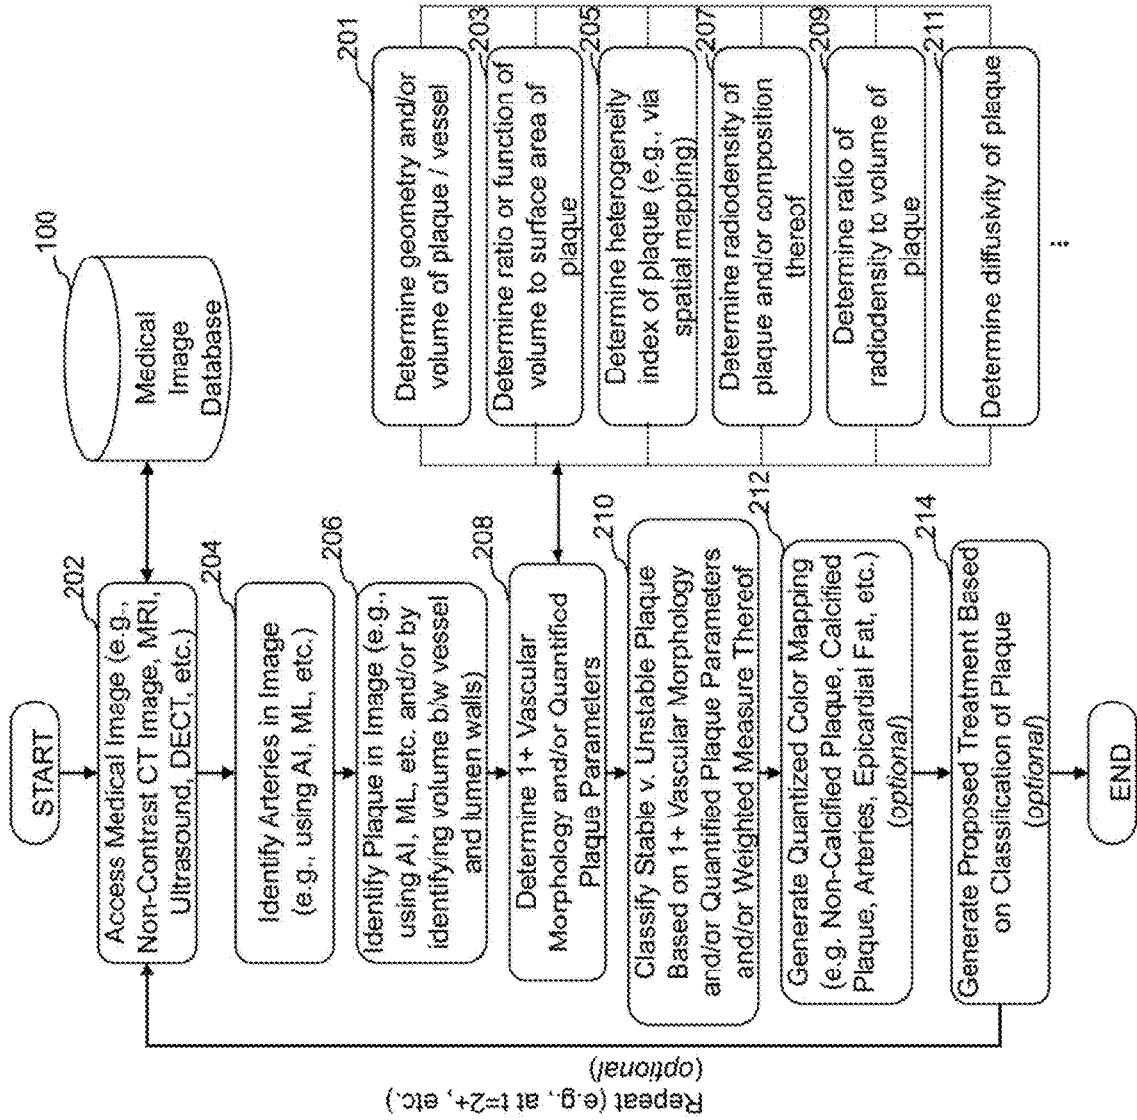 START
202
Access Medical Image (e.g.,
Non-Contrast CT Image, MRI,
Ultrasound, DECT, etc.)
100
Medical
Image
Database
204
Identify Arteries in Image
(e.g., using AI, ML, etc.)
206
Identify Plaque in Image (e.g.,
using AI, ML, etc. and/or by
identifying volume b/w vessel
and lumen walls)
208
Determine 1+ Vascular
Morphology and/or Quantified
Plaque Parameters
210
Classify Stable v. Unstable Plaque
Based on 1+ Vascular Morphology
and/or Quantified Plaque Parameters
and/or Weighted Measure Thereof
212
Generate Quantized Color Mapping
(e.g. Non-Calcified Plaque, Calcified
Plaque, Arteries, Epicardial Fat, etc.)
(optional)
214
Generate Proposed Treatment Based
on Classification of Plaque
(optional)
END
Repeat (e.g., at t=2+, etc.)
(optional)
201
Determine geometry and/or
volume of plaque / vessel
203
Determine ratio or function of
volume to surface area of
plaque
205
Determine heterogeneity
index of plaque (e.g., via
spatial mapping)
207
Determine radiodensity of
plaque and/or composition
thereof
209
Determine ratio of
radiodensity to volume of
plaque
211
Determine diffusivity of plaque
...